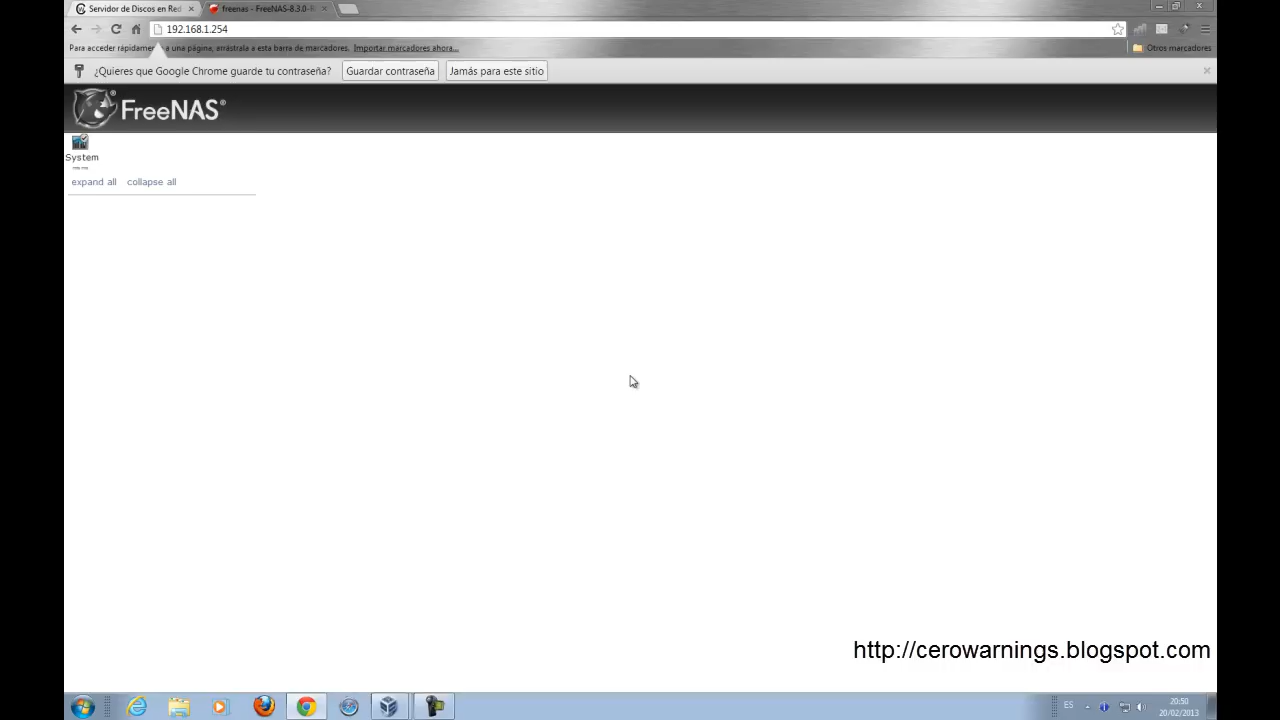 Servidor de Discos en Red
freenas - FreeNAS-8.3.0-R
192.168.1.254
Para acceder rápidamen a una página, arrástrala a esta barra de marcadores. Importar marcadores ahora...
Otros marcadores
¿Quieres que Google Chrome guarde tu contraseña? Guardar contraseña Jamás para este sitio
FreeNAS®
System
expand all collapse all
http://cerowarnings.blogspot.com
ES
20:50
20/02/2013